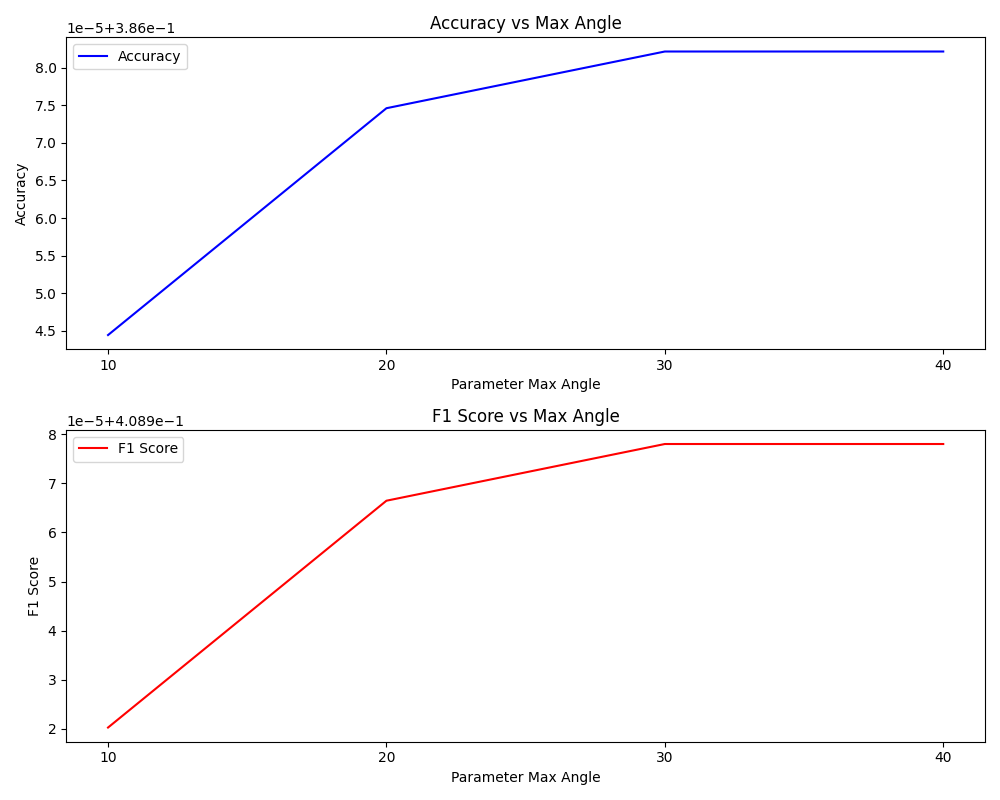 Accuracy vs Max Angle
1e−5+3.86e−1
Accuracy
8.0
7.5
7.0
6.5
6.0
5.5
5.0
4.5
Accuracy
10 20 30 40
Parameter Max Angle
F1 Score vs Max Angle
1e−5+4.089e−1
F1 Score
8
7
6
5
4
3
2
F1 Score
10 20 30 40
Parameter Max Angle